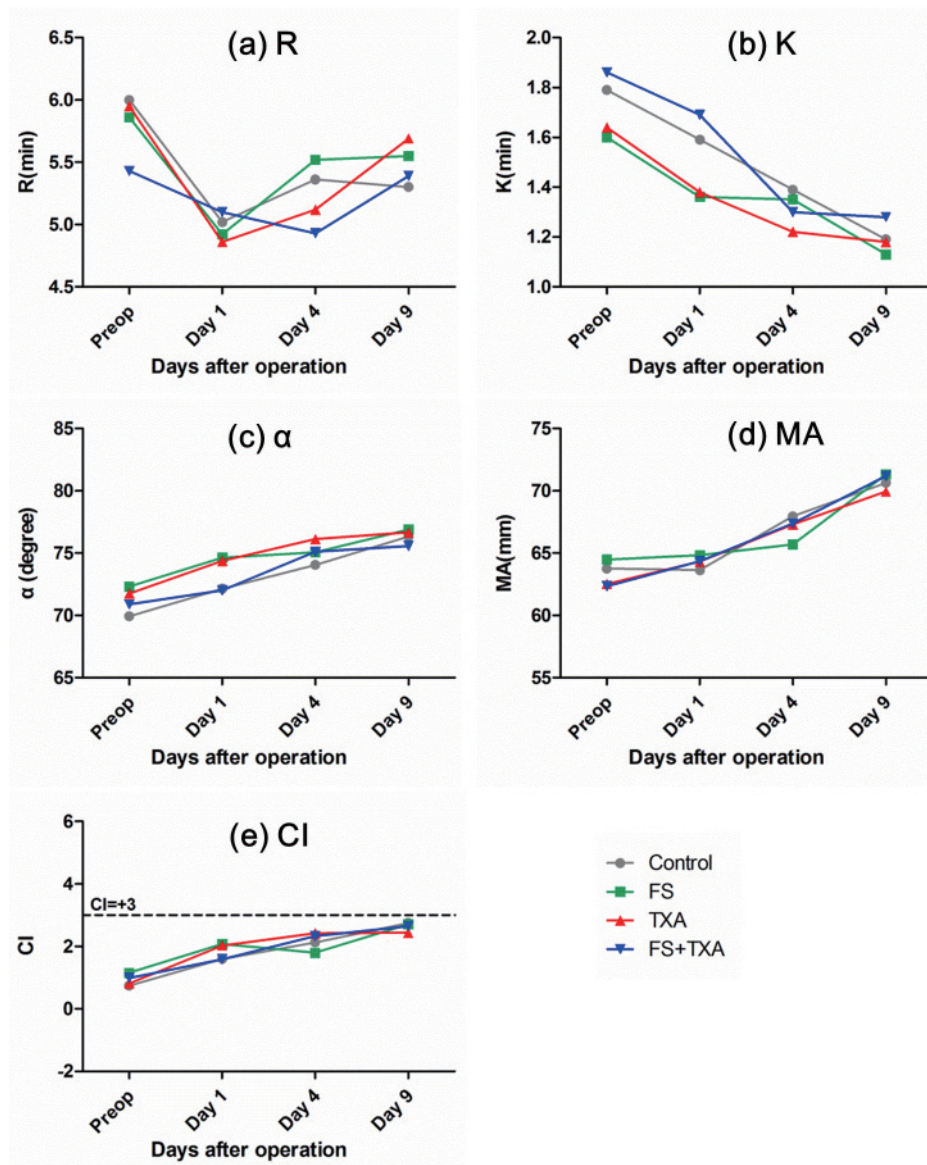 (a) R
R(min)
6.5
6.0
5.5
5.0
4.5
Preop
Day 1
Day 4
Day 9
Days after operation
(b) K
K(min)
2.0
1.8
1.6
1.4
1.2
1.0
Preop
Day 1
Day 4
Day 9
Days after operation
(c) α
α (degree)
85
80
75
70
65
Preop
Day 1
Day 4
Day 9
Days after operation
(d) MA
MA(mm)
75
70
65
60
55
Preop
Day 1
Day 4
Day 9
Days after operation
(e) CI
CI
6
4
2
0
-2
CI=+3
Preop
Day 1
Day 4
Day 9
Days after operation
Control
FS
TXA
FS+TXA